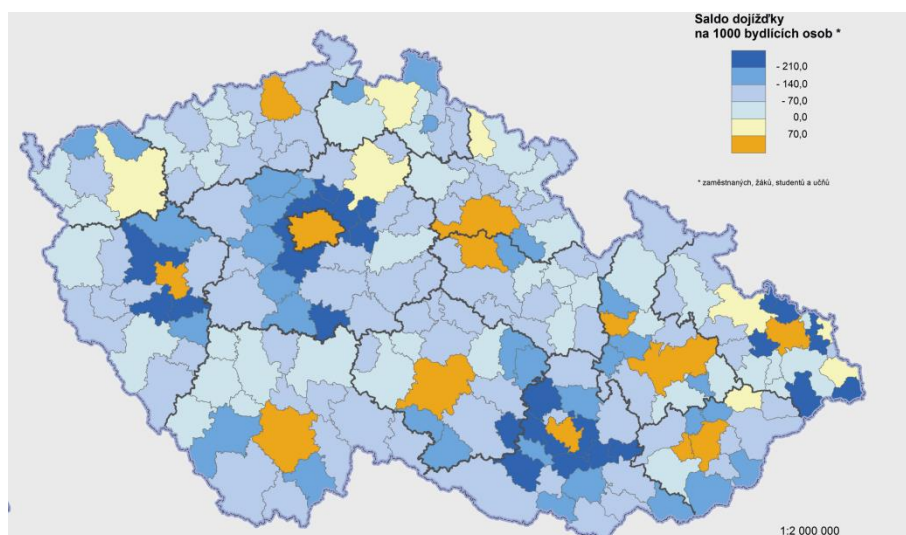 Saldo dojížďky
na 1000 bydlících osob *
- 210,0
- 140,0
- 70,0
0,0
70,0
* zaměstnaných, žáků, studentů a učňů
1:2 000 000